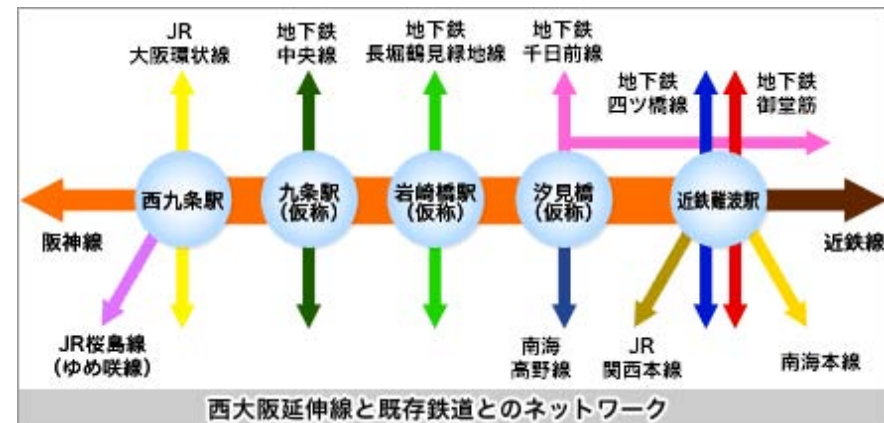 JR
大阪環状線
地下鉄
中央線
地下鉄
長堀鶴見緑地線
地下鉄
千日前線
地下鉄
四ツ橋線
地下鉄
御堂筋
西九条駅
九条駅
(仮称)
岩崎橋駅
(仮称)
汐見橋
(仮称)
近鉄難波駅
阪神線
近鉄線
JR桜島線
(ゆめ咲線)
南海
高野線
JR
関西本線
南海本線
西大阪延伸線と既存鉄道とのネットワーク